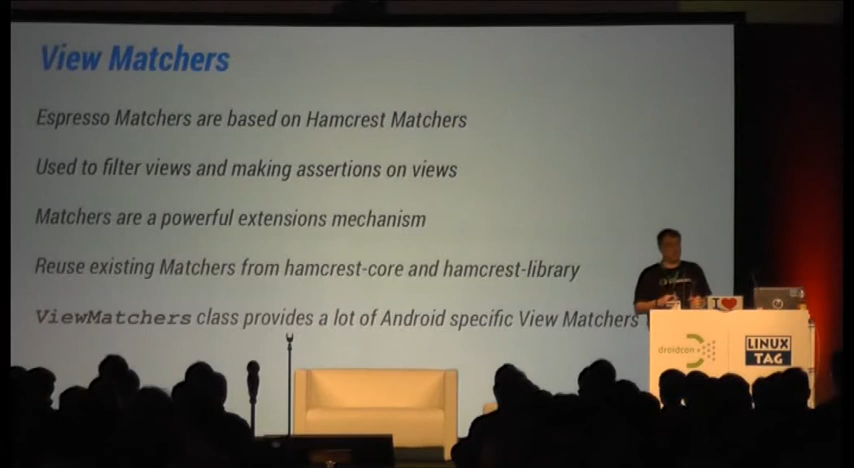 View Matchers
Espresso Matchers are based on Hamcrest Matchers
Used to filter views and making assertions on views
Matchers are a powerful extensions mechanism
Reuse existing Matchers from hamcrest-core and hamcrest-library
ViewMatchers class provides a lot of Android specific View Matchers
I
droidcon
LINUX
TAG